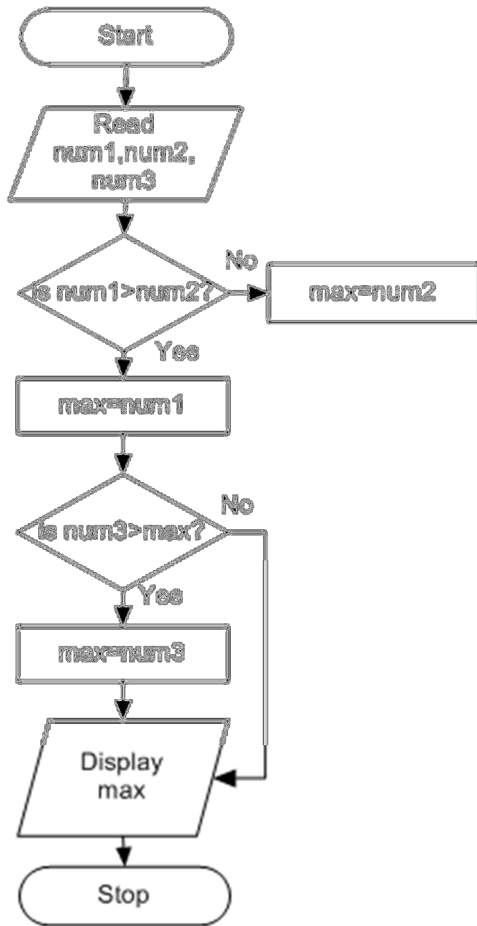 Start
Read
num1,num2,
num3
is num1>num2?
No
max=num2
Yes
max=num1
is num3>max?
No
Yes
max=num3
Display
max
Stop